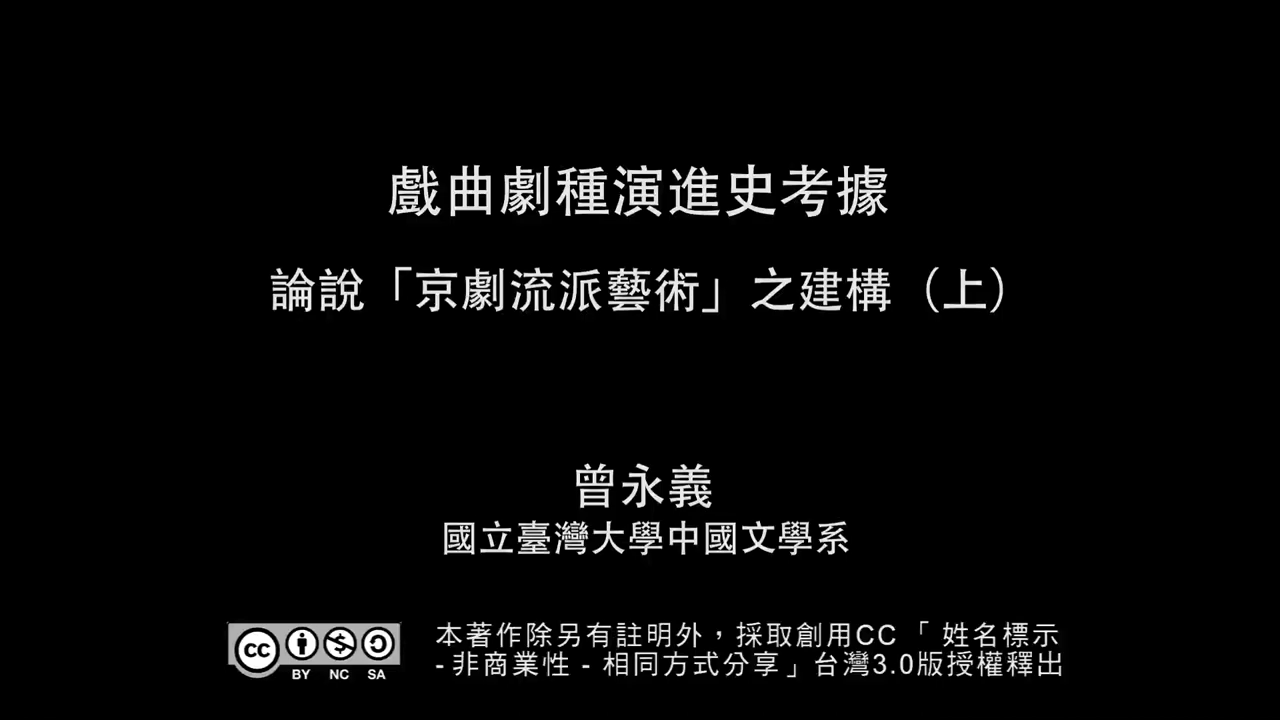 戲曲劇種演進史考據
論說「京劇流派藝術」之建構（上）
曾永義
國立臺灣大學中國文學系
cc BY NC SA
本著作除另有註明外，採取創用CC「 姓名標示
- 非商業性 - 相同方式分享」台灣3.0版授權釋出